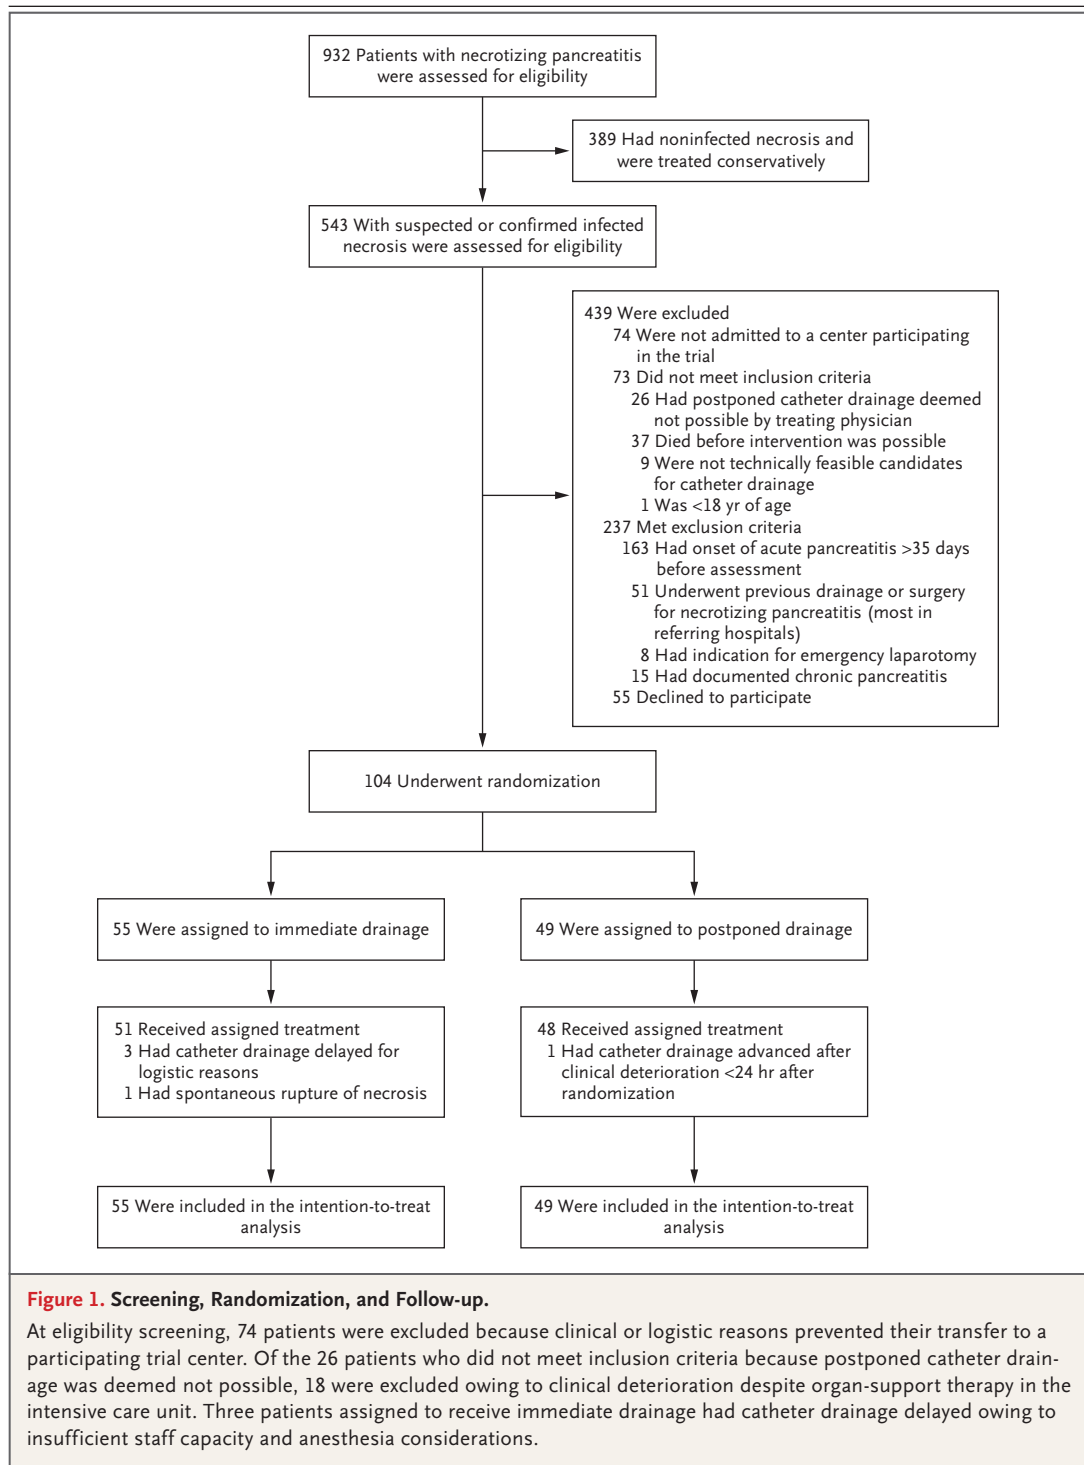 932 Patients with necrotizing pancreatitis
were assessed for eligibility
389 Had noninfected necrosis and
were treated conservatively
543 With suspected or confirmed infected
necrosis were assessed for eligibility
439 Were excluded
74 Were not admitted to a center participating
in the trial
73 Did not meet inclusion criteria
26 Had postponed catheter drainage deemed
not possible by treating physician
37 Died before intervention was possible
9 Were not technically feasible candidates
for catheter drainage
1 Was <18 yr of age
237 Met exclusion criteria
163 Had onset of acute pancreatitis >35 days
before assessment
51 Underwent previous drainage or surgery
for necrotizing pancreatitis (most in
referring hospitals)
8 Had indication for emergency laparotomy
15 Had documented chronic pancreatitis
55 Declined to participate
104 Underwent randomization
55 Were assigned to immediate drainage
49 Were assigned to postponed drainage
51 Received assigned treatment
3 Had catheter drainage delayed for
logistic reasons
1 Had spontaneous rupture of necrosis
48 Received assigned treatment
1 Had catheter drainage advanced after
clinical deterioration <24 hr after
randomization
55 Were included in the intention-to-treat
analysis
49 Were included in the intention-to-treat
analysis
Figure 1. Screening, Randomization, and Follow-up.
At eligibility screening, 74 patients were excluded because clinical or logistic reasons prevented their transfer to a
participating trial center. Of the 26 patients who did not meet inclusion criteria because postponed catheter drain-
age was deemed not possible, 18 were excluded owing to clinical deterioration despite organ-support therapy in the
intensive care unit. Three patients assigned to receive immediate drainage had catheter drainage delayed owing to
insufficient staff capacity and anesthesia considerations.